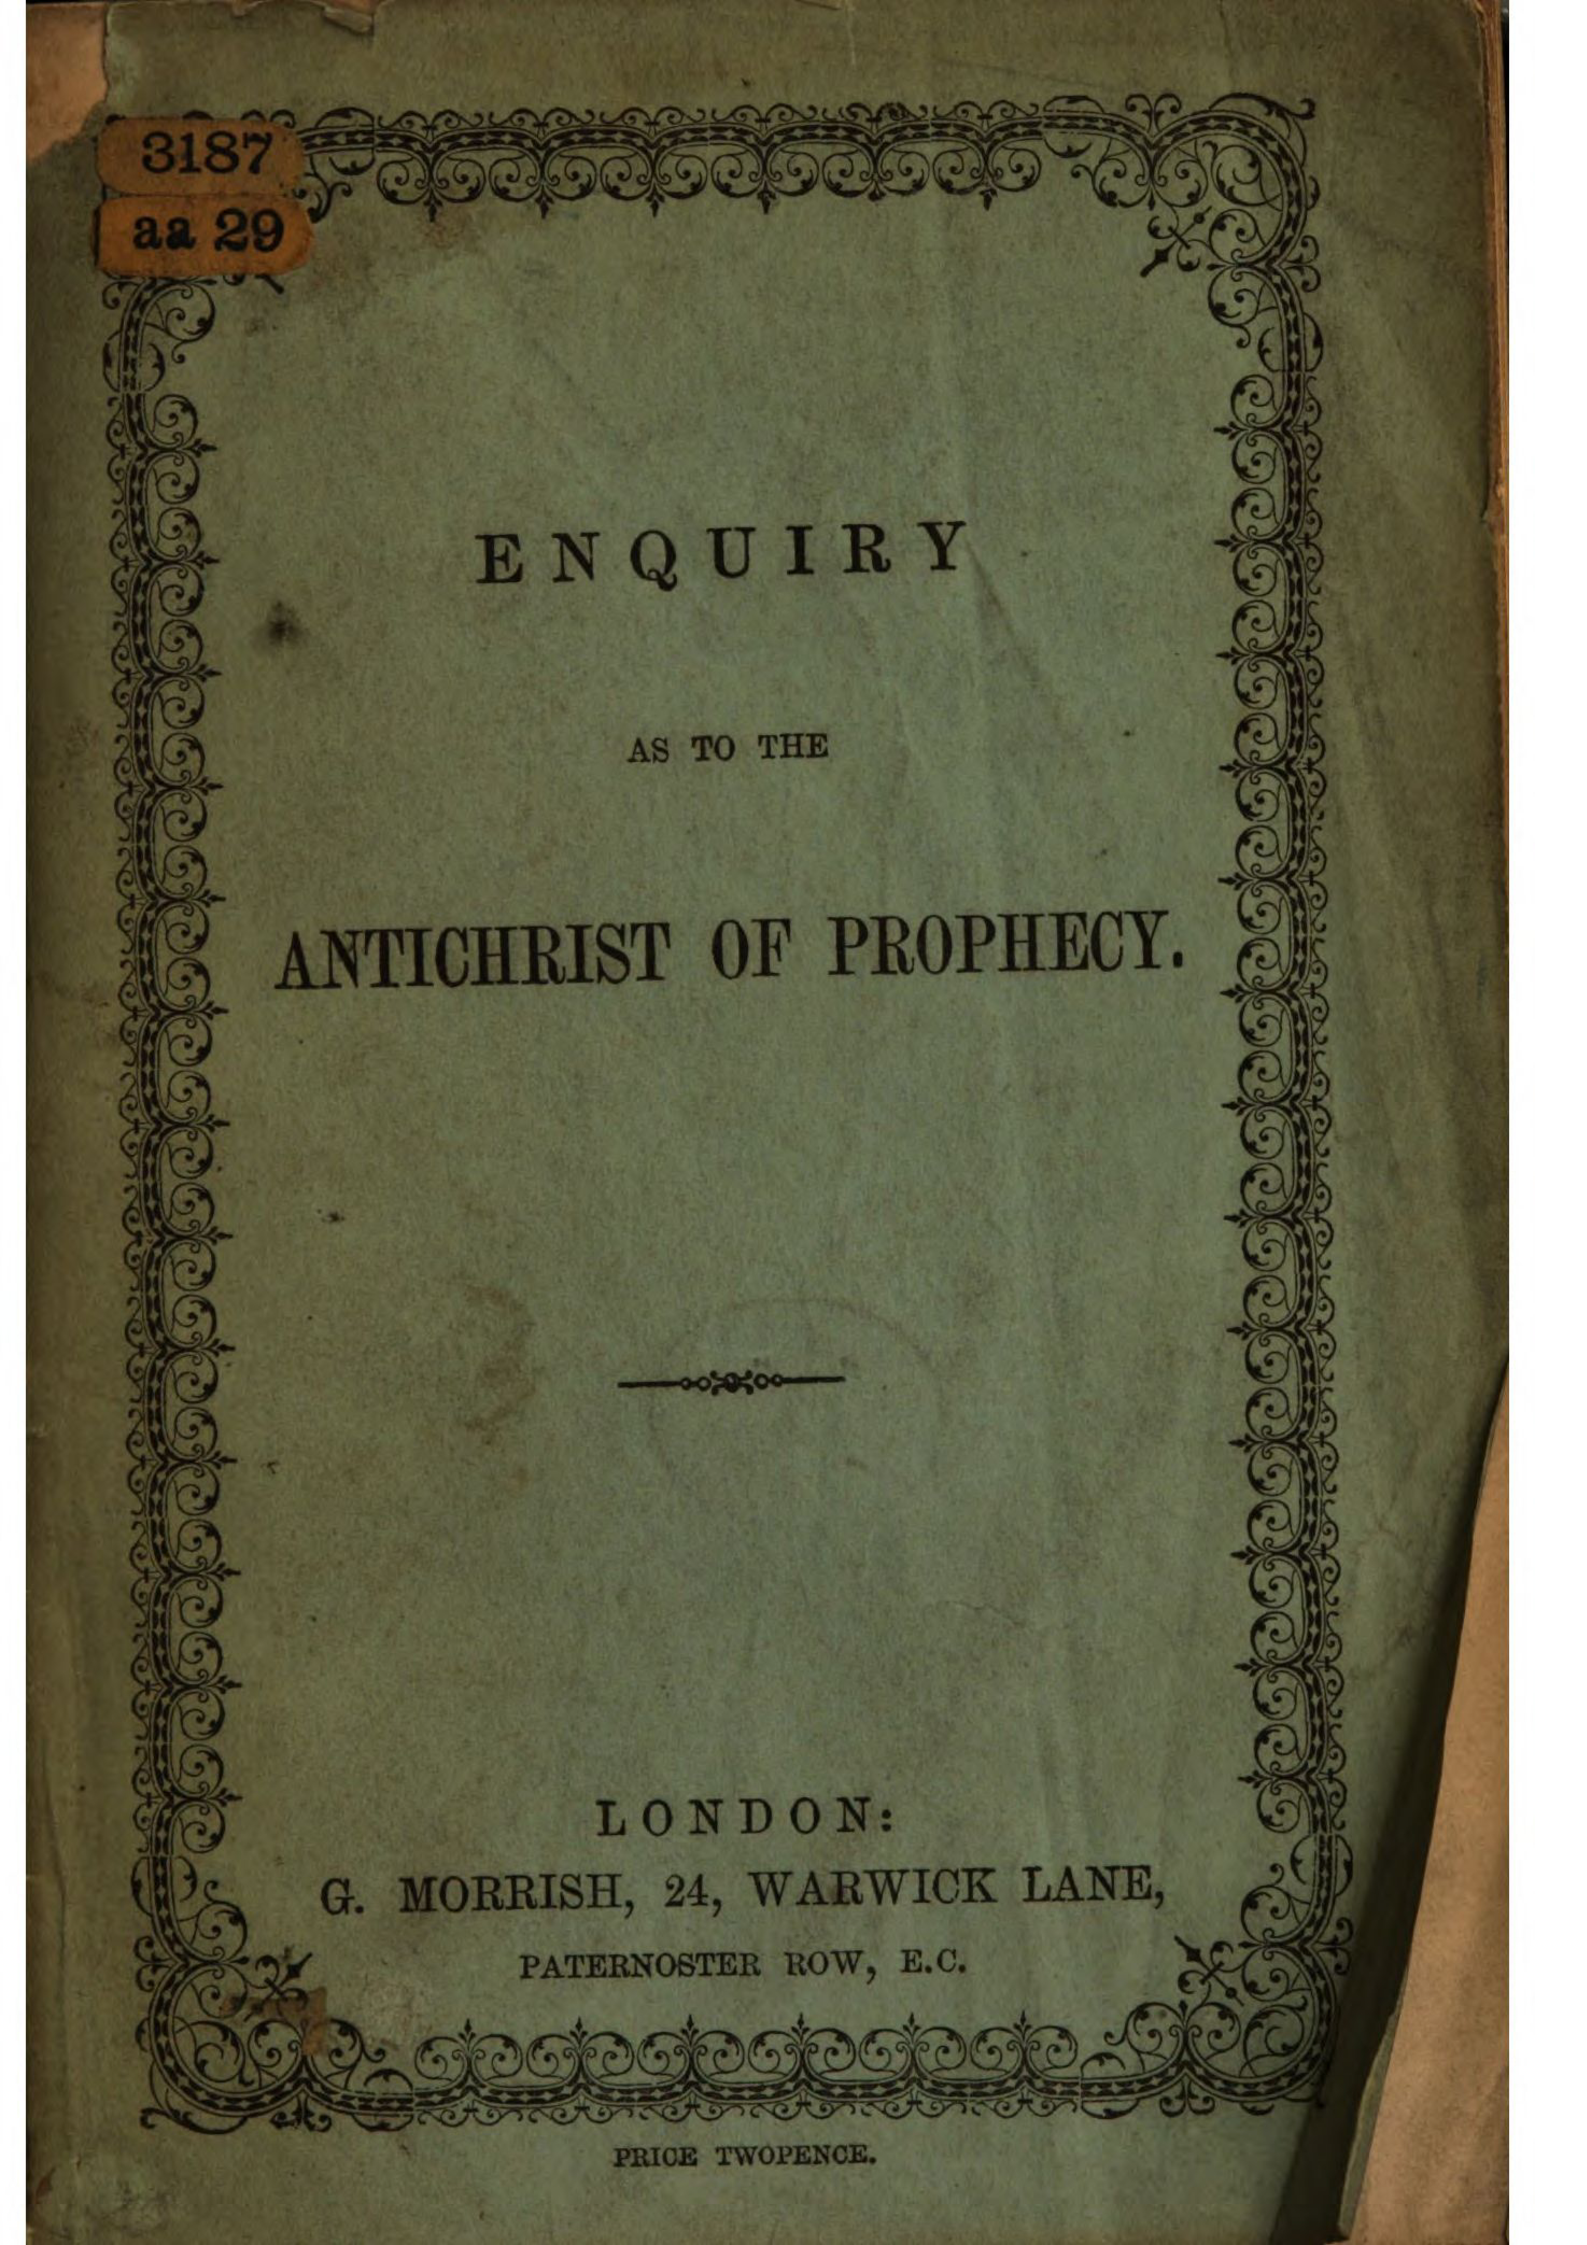 3187
aa 29
ENQUIRY
AS TO THE
ANTICHRIST OF PROPHECY.
LONDON:
G. MORRISH, 24, WARWICK LANE,
PATERNOSTER ROW, E.C.
PRICE TWOPENCE.